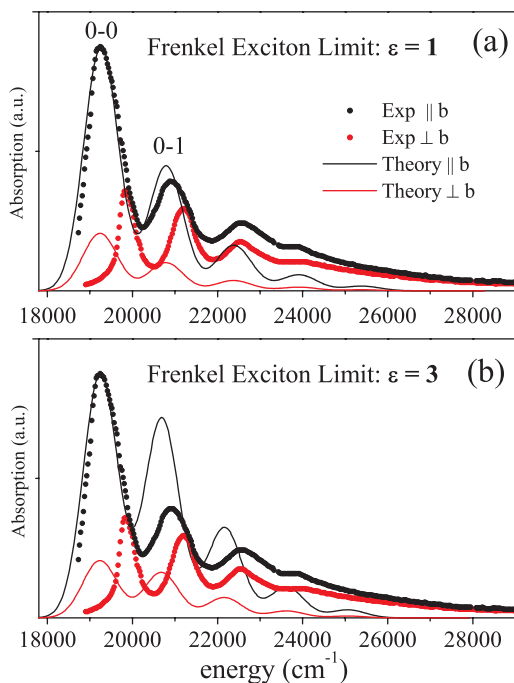 0-0
Frenkel Exciton Limit: ε = 1 (a)
Exp || b
Exp ⊥ b
Theory || b
Theory ⊥ b
0-1
Absorption (a.u.)
18000 20000 22000 24000 26000 28000
Frenkel Exciton Limit: ε = 3 (b)
Absorption (a.u.)
18000 20000 22000 24000 26000 28000
energy (cm⁻¹)